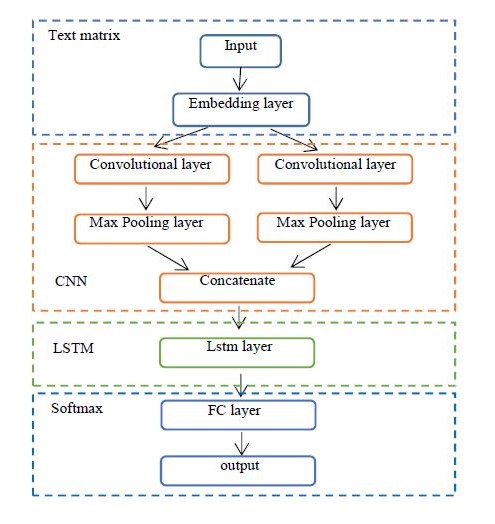 Text matrix
Input
Embedding layer
Convolutional layer
Convolutional layer
Max Pooling layer
Max Pooling layer
CNN
Concatenate
LSTM
Lstm layer
Softmax
FC layer
output